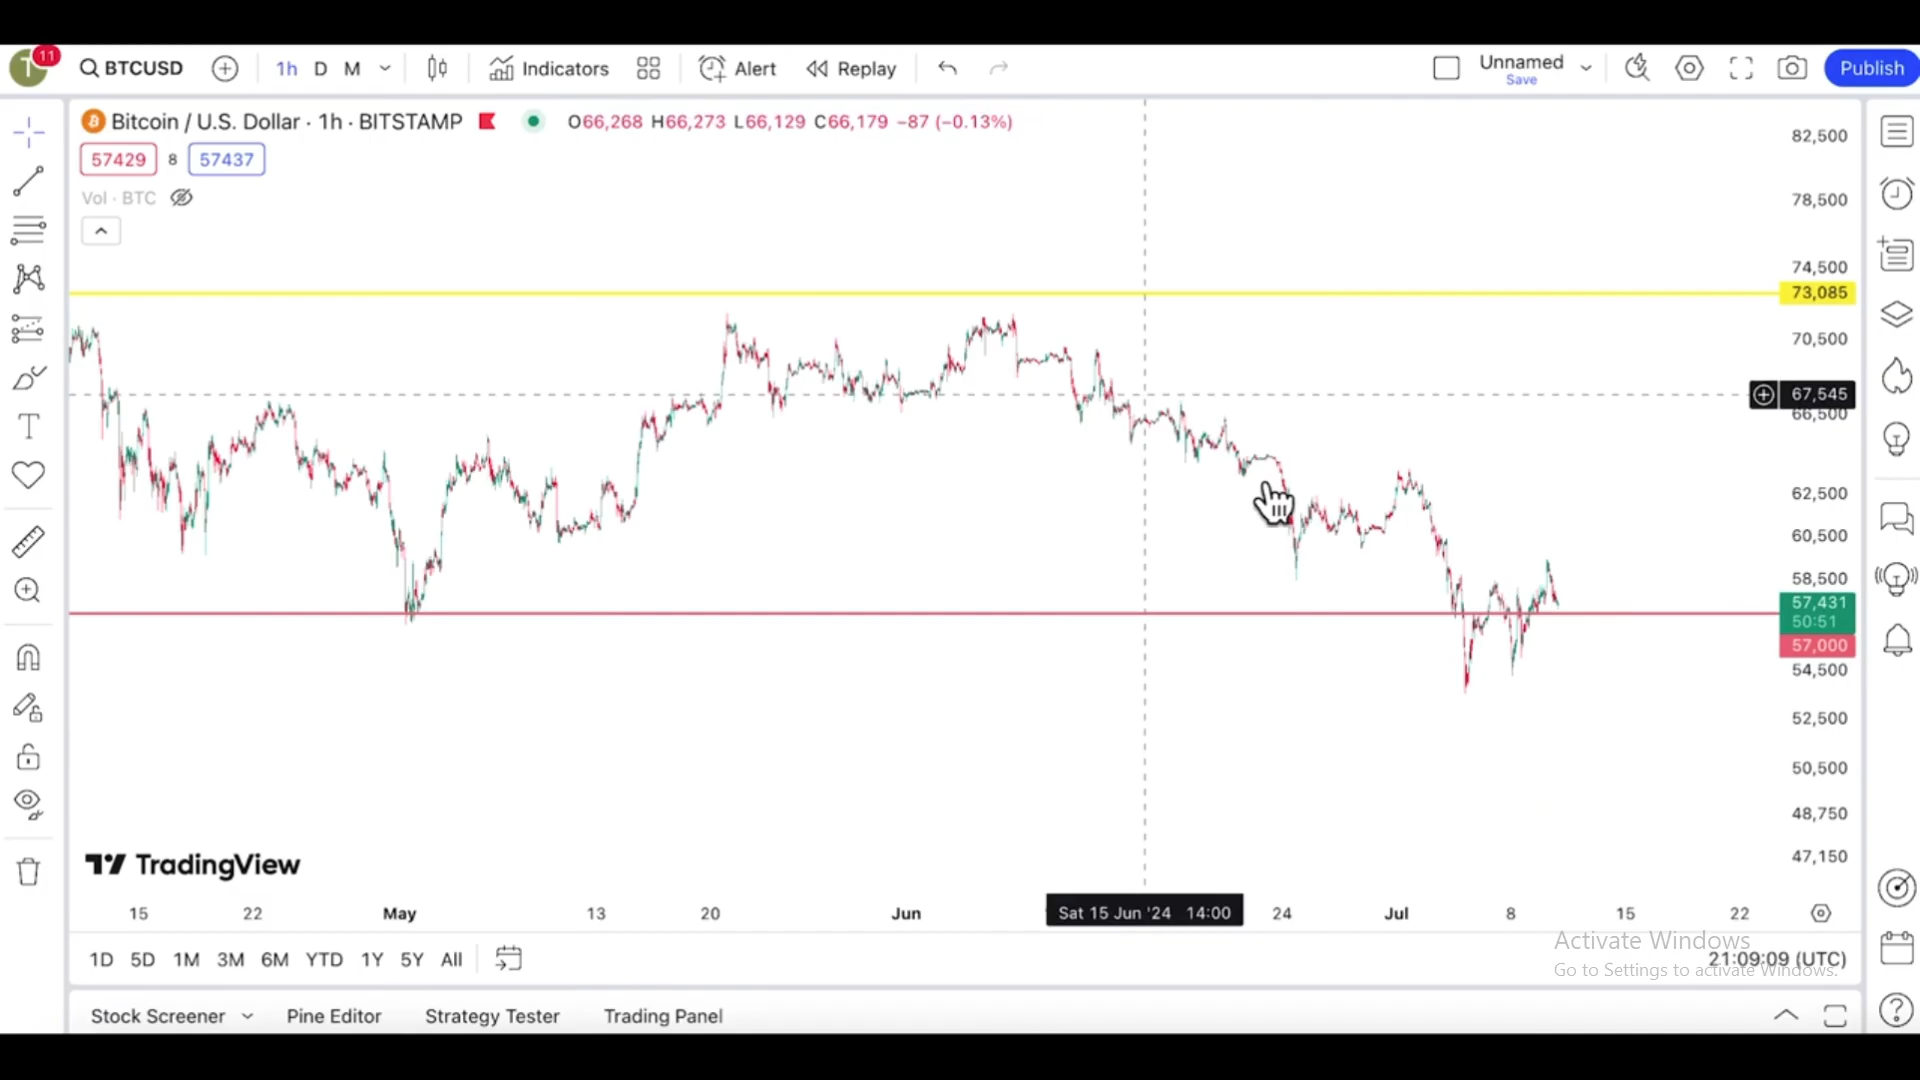 T 11 BTCUSD 1h D M Indicators Alert Replay Unnamed Save Publish
Bitcoin / U.S. Dollar · 1h · BITSTAMP O66,268 H66,273 L66,129 C66,179 −87 (−0.13%)
57429 8 57437
Vol · BTC
82,500
78,500
74,500
73,085
70,500
67,545
66,500
62,500
60,500
58,500
57,431
50:51
57,000
54,500
52,500
50,500
48,750
47,150
TradingView
15 22 May 13 20 Jun Sat 15 Jun '24 14:00 24 Jul 8 15 22
Activate Windows
1D 5D 1M 3M 6M YTD 1Y 5Y All 21:09:09 (UTC)
Go to Settings to activate Windows.
Stock Screener Pine Editor Strategy Tester Trading Panel